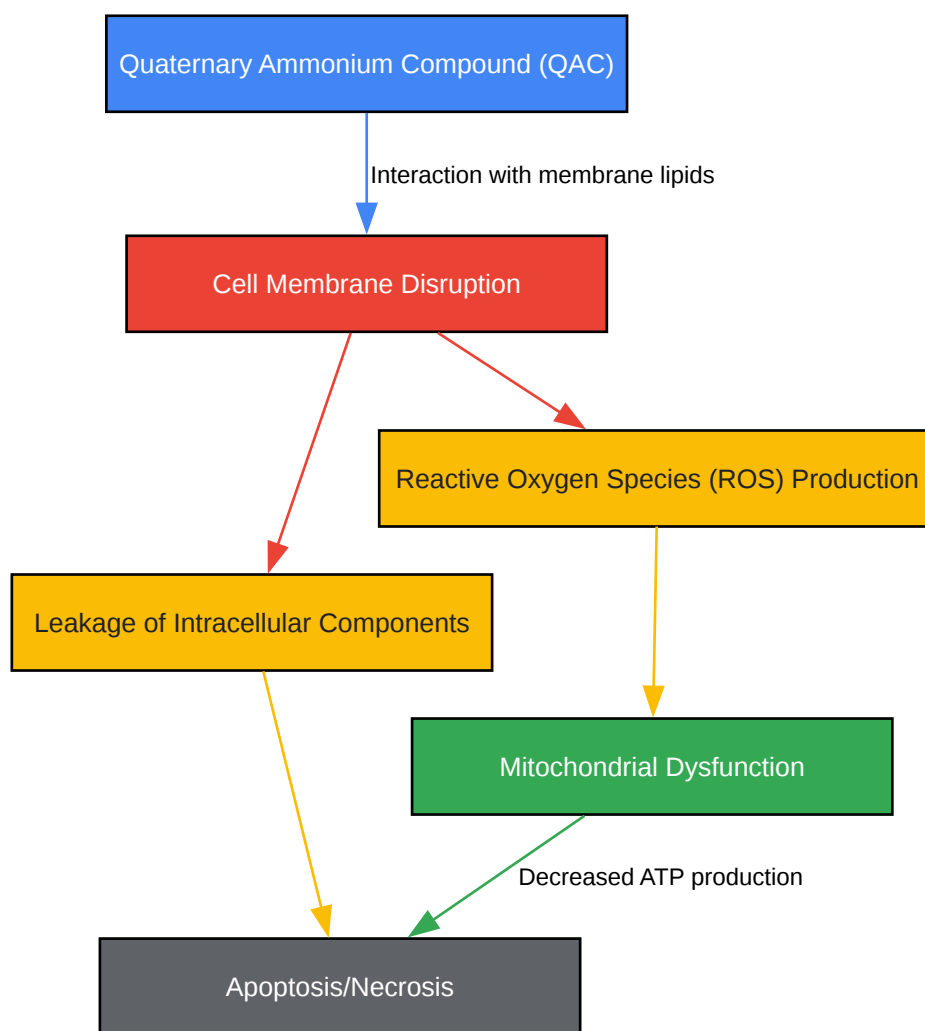 Quaternary Ammonium Compound (QAC)
Interaction with membrane lipids
Cell Membrane Disruption
Reactive Oxygen Species (ROS) Production
Leakage of Intracellular Components
Mitochondrial Dysfunction
Decreased ATP production
Apoptosis/Necrosis